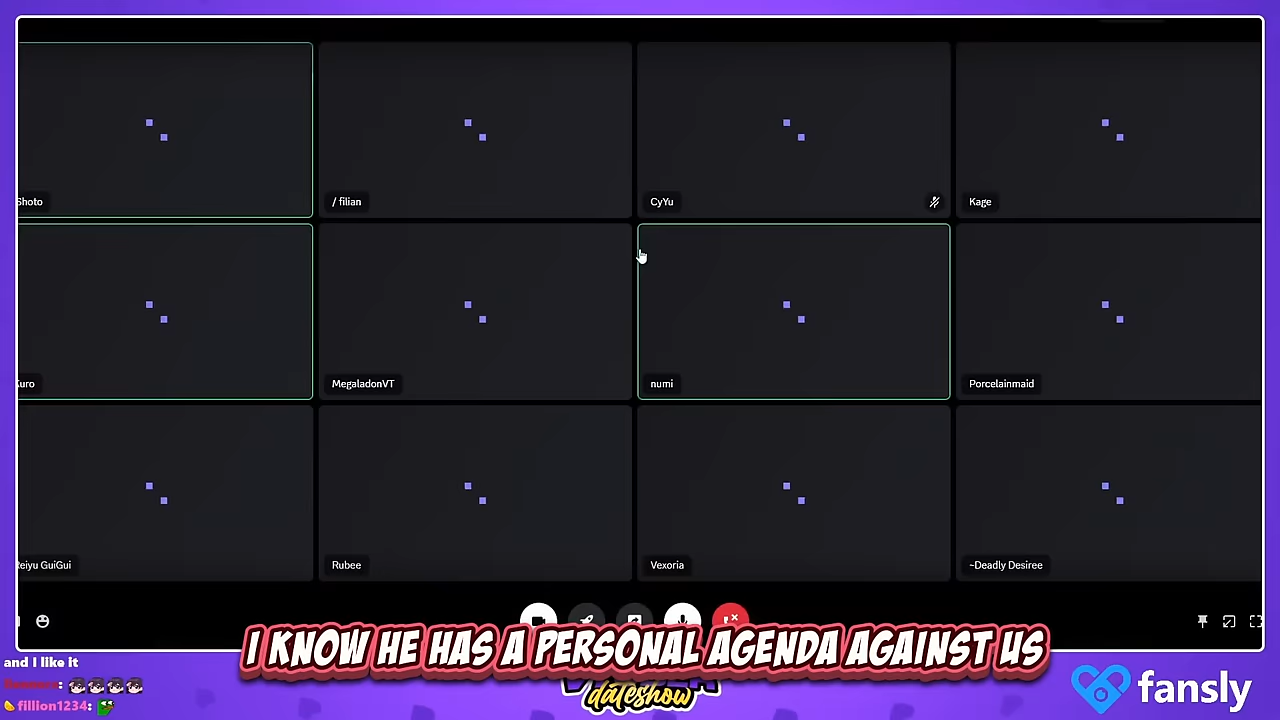 Shoto
/ filian
CyYu
Kage
Kuro
MegaladonVT
numi
Porcelainmaid
Reiyu GuiGui
Rubee
Vexoria
~Deadly Desiree
I KNOW HE HAS A PERSONAL AGENDA AGAINST US
and I like it
fillion1234:
dateshow
fansly